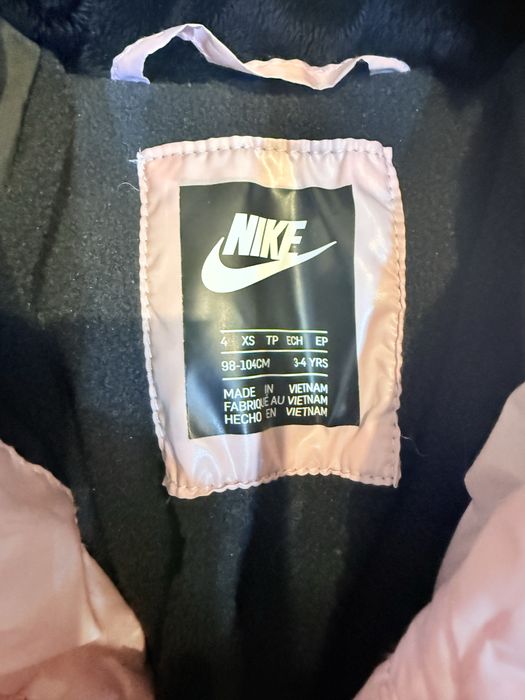 NIKE
4 XS TP ECH EP
98-104CM 3-4 YRS
MADE IN VIETNAM
FABRIQUÉ AU VIETNAM
HECHO EN VIETNAM